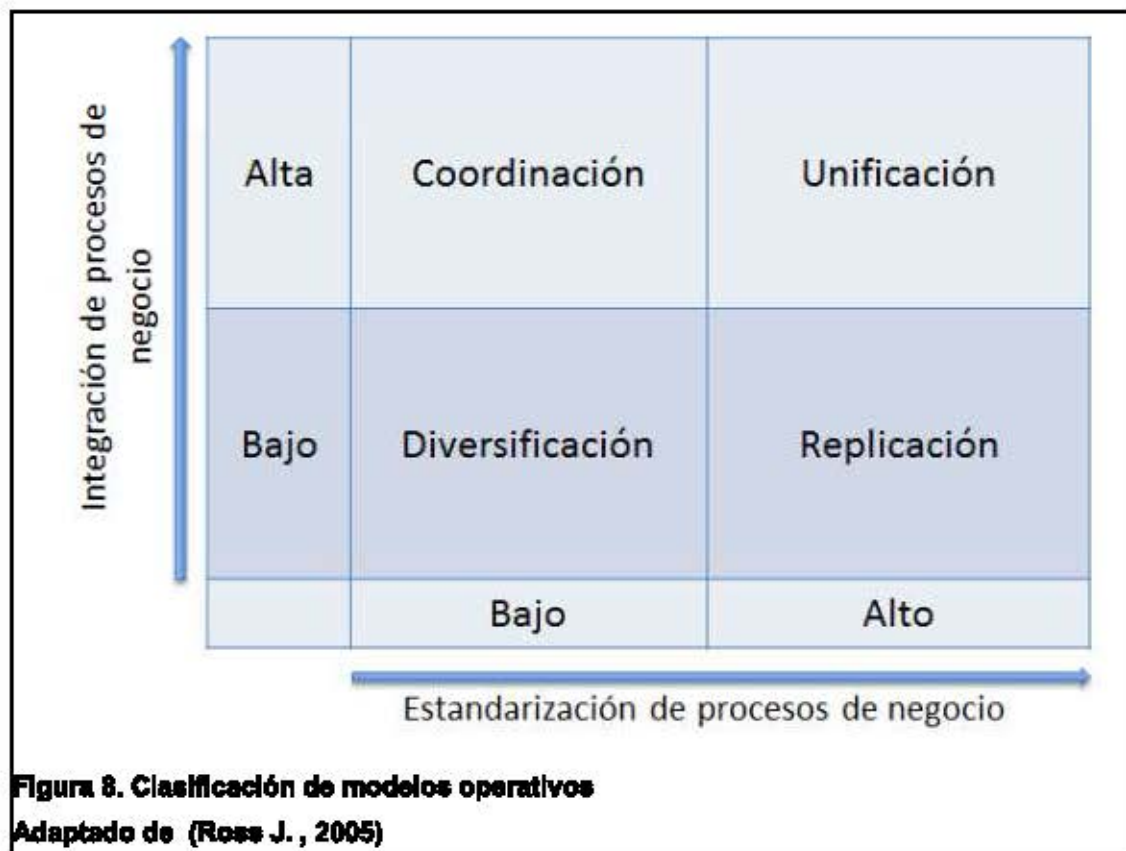 Integración de procesos de
negocio
Alta Coordinación Unificación
Bajo Diversificación Replicación
Bajo Alto
Estandarización de procesos de negocio
Figura 8. Clasificación de modelos operativos
Adaptado de (Ross J. , 2005)